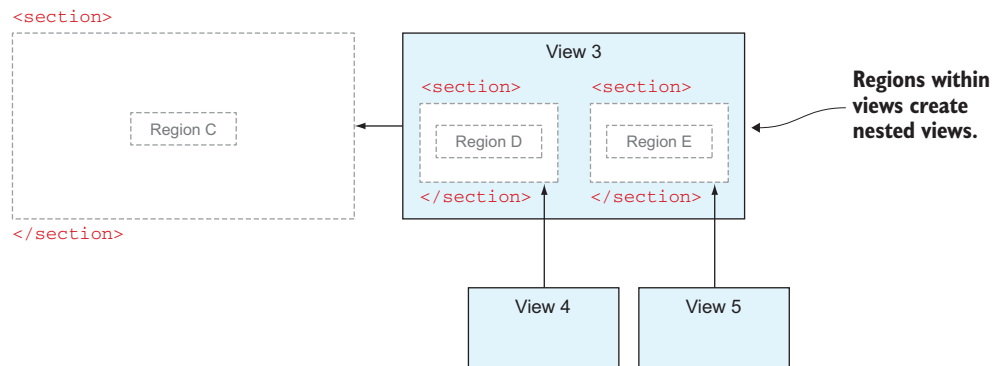 <section>
View 3
<section>
<section>
Regions within
views create
nested views.
Region C
Region D
Region E
</section>
</section>
</section>
View 4
View 5